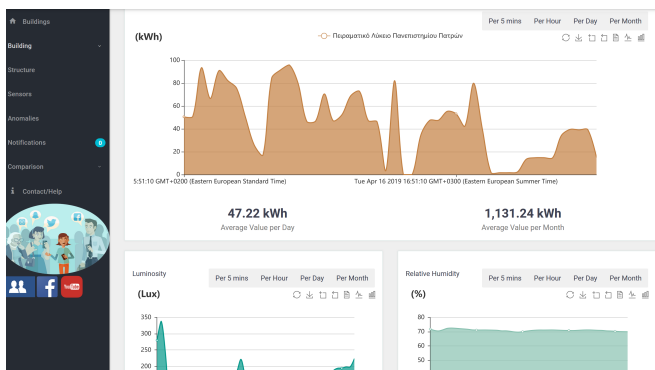 Buildings
Building
Structure
Sensors
Anomalies
Notifications 0
Comparison
Contact/Help
Per 5 mins Per Hour Per Day Per Month
(kWh)
Πειραματικό Λύκειο Πανεπιστημίου Πατρών
100
80
60
40
20
0
5:51:10 GMT+0200 (Eastern European Standard Time) Tue Apr 16 2019 16:51:10 GMT+0300 (Eastern European Summer Time)
47.22 kWh
Average Value per Day
1,131.24 kWh
Average Value per Month
Luminosity
Per 5 mins Per Hour Per Day Per Month
(Lux)
350
300
250
200
Relative Humidity
Per 5 mins Per Hour Per Day Per Month
(%)
80
70
60
50